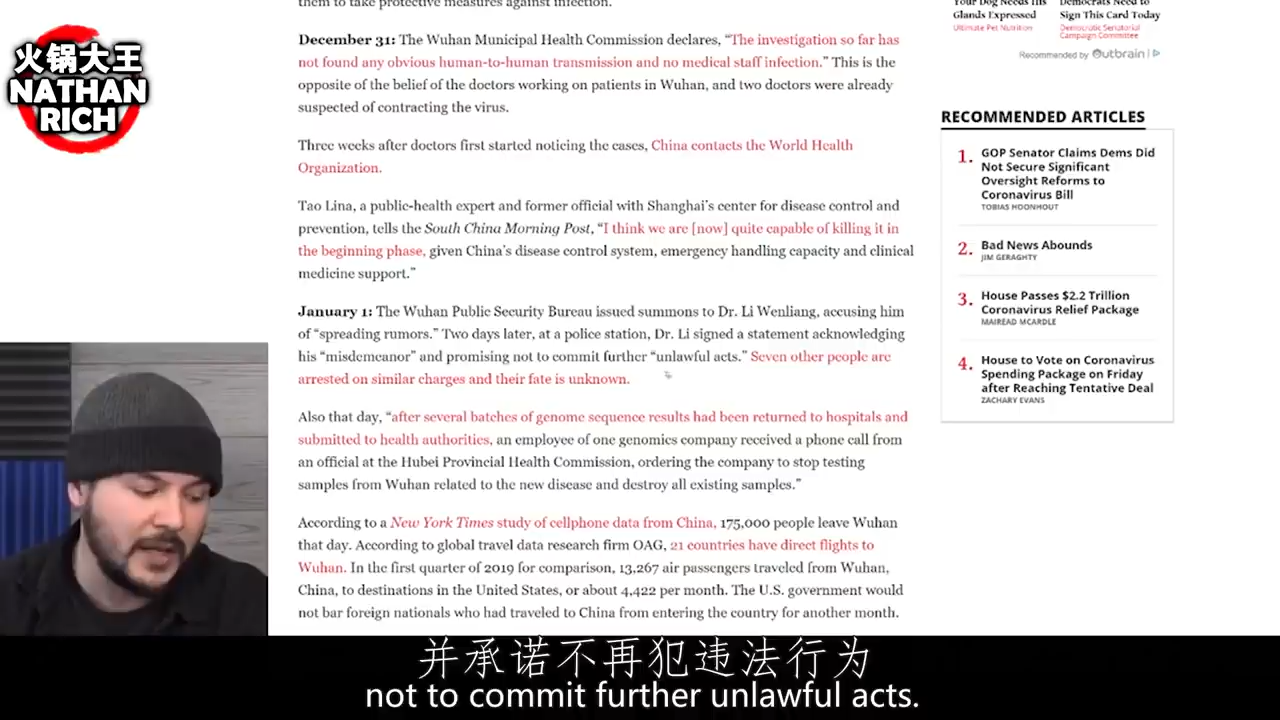 them to take protective measures against infection.
December 31: The Wuhan Municipal Health Commission declares, “The investigation so far has
not found any obvious human-to-human transmission and no medical staff infection.” This is the
opposite of the belief of the doctors working on patients in Wuhan, and two doctors were already
suspected of contracting the virus.
Three weeks after doctors first started noticing the cases, China contacts the World Health
Organization.
Tao Lina, a public-health expert and former official with Shanghai’s center for disease control and
prevention, tells the South China Morning Post, “I think we are [now] quite capable of killing it in
the beginning phase, given China’s disease control system, emergency handling capacity and clinical
medicine support.”
January 1: The Wuhan Public Security Bureau issued summons to Dr. Li Wenliang, accusing him
of “spreading rumors.” Two days later, at a police station, Dr. Li signed a statement acknowledging
his “misdemeanor” and promising not to commit further “unlawful acts.” Seven other people are
arrested on similar charges and their fate is unknown.
Also that day, “after several batches of genome sequence results had been returned to hospitals and
submitted to health authorities, an employee of one genomics company received a phone call from
an official at the Hubei Provincial Health Commission, ordering the company to stop testing
samples from Wuhan related to the new disease and destroy all existing samples.”
According to a New York Times study of cellphone data from China, 175,000 people leave Wuhan
that day. According to global travel data research firm OAG, 21 countries have direct flights to
Wuhan. In the first quarter of 2019 for comparison, 13,267 air passengers traveled from Wuhan,
China, to destinations in the United States, or about 4,422 per month. The U.S. government would
not bar foreign nationals who had traveled to China from entering the country for another month.
Your Dog Needs His
Glands Expressed
Ultimate Pet Nutrition
Democrats Need to
Sign This Card Today
Democratic Senatorial
Campaign Committee
Recommended by Outbrain
RECOMMENDED ARTICLES
1. GOP Senator Claims Dems Did
Not Secure Significant
Oversight Reforms to
Coronavirus Bill
TOBIAS HOONHOUT
2. Bad News Abounds
JIM GERAGHTY
3. House Passes $2.2 Trillion
Coronavirus Relief Package
MAIREAD MCARDLE
4. House to Vote on Coronavirus
Spending Package on Friday
after Reaching Tentative Deal
ZACHARY EVANS
火锅大王
NATHAN
RICH
并承诺不再犯违法行为
not to commit further unlawful acts.